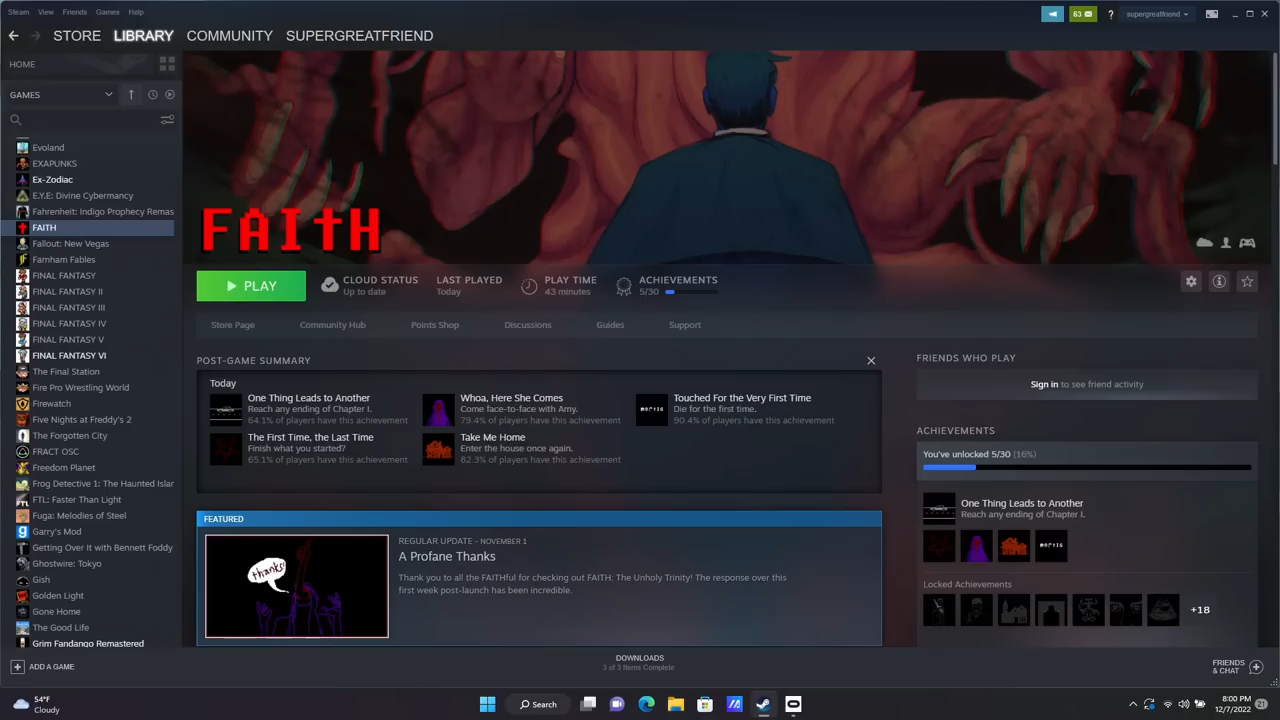 Steam View Friends Games Help
63 ? supergreatfriend
STORE LIBRARY COMMUNITY SUPERGREATFRIEND
HOME
GAMES
Evoland
EXAPUNKS
Ex-Zodiac
E.Y.E: Divine Cybermancy
Fahrenheit: Indigo Prophecy Remas
FAITH
Fallout: New Vegas
Farnham Fables
FINAL FANTASY
FINAL FANTASY II
FINAL FANTASY III
FINAL FANTASY IV
FINAL FANTASY V
FINAL FANTASY VI
The Final Station
Fire Pro Wrestling World
Firewatch
Five Nights at Freddy's 2
The Forgotten City
FRACT OSC
Freedom Planet
Frog Detective 1: The Haunted Islan
FTL: Faster Than Light
Fuga: Melodies of Steel
Garry's Mod
Getting Over It with Bennett Foddy
Ghostwire: Tokyo
Gish
Golden Light
Gone Home
The Good Life
Grim Fandango Remastered
FAITH
PLAY
CLOUD STATUS
Up to date
LAST PLAYED
Today
PLAY TIME
43 minutes
ACHIEVEMENTS
5/30
Store Page Community Hub Points Shop Discussions Guides Support
POST-GAME SUMMARY
Today
One Thing Leads to Another
Reach any ending of Chapter I.
64.1% of players have this achievement
Whoa, Here She Comes
Come face-to-face with Amy.
79.4% of players have this achievement
MORTIS
Touched For the Very First Time
Die for the first time.
90.4% of players have this achievement
The First Time, the Last Time
Finish what you started?
65.1% of players have this achievement
Take Me Home
Enter the house once again.
82.3% of players have this achievement
FEATURED
thanks!
REGULAR UPDATE - NOVEMBER 1
A Profane Thanks
Thank you to all the FAITHful for checking out FAITH: The Unholy Trinity! The response over this
first week post-launch has been incredible.
FRIENDS WHO PLAY
Sign in to see friend activity
ACHIEVEMENTS
You've unlocked 5/30 (16%)
One Thing Leads to Another
Reach any ending of Chapter I.
MORTIS
Locked Achievements
+18
ADD A GAME
DOWNLOADS
3 of 3 Items Complete
FRIENDS
& CHAT
54°F
Cloudy
Search
8:00 PM
12/7/2022
21